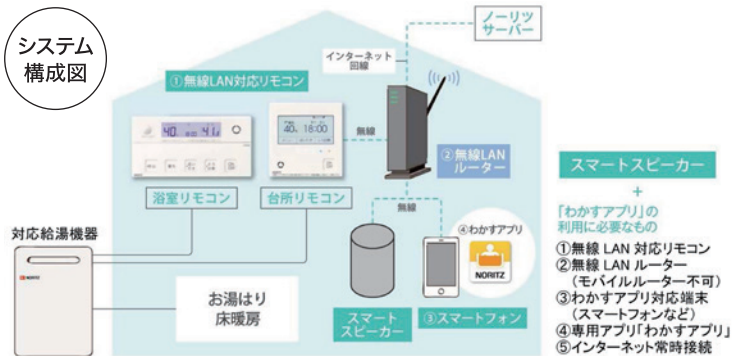 システム
構成図
ノーリツ
サーバー
インターネット
回線
①無線LAN対応リモコン
40
41
40
18:00
無線
②無線LAN
ルーター
浴室リモコン
台所リモコン
無線
④わかすアプリ
NORITZ
対応給湯機器
NORITZ
お湯はり
床暖房
スマート
スピーカー
③スマートフォン
スマートスピーカー
+
「わかすアプリ」の
利用に必要なもの
①無線 LAN 対応リモコン
②無線 LAN ルーター
(モバイルルーター不可)
③わかすアプリ対応端末
(スマートフォンなど)
④専用アプリ「わかすアプリ」
⑤インターネット常時接続